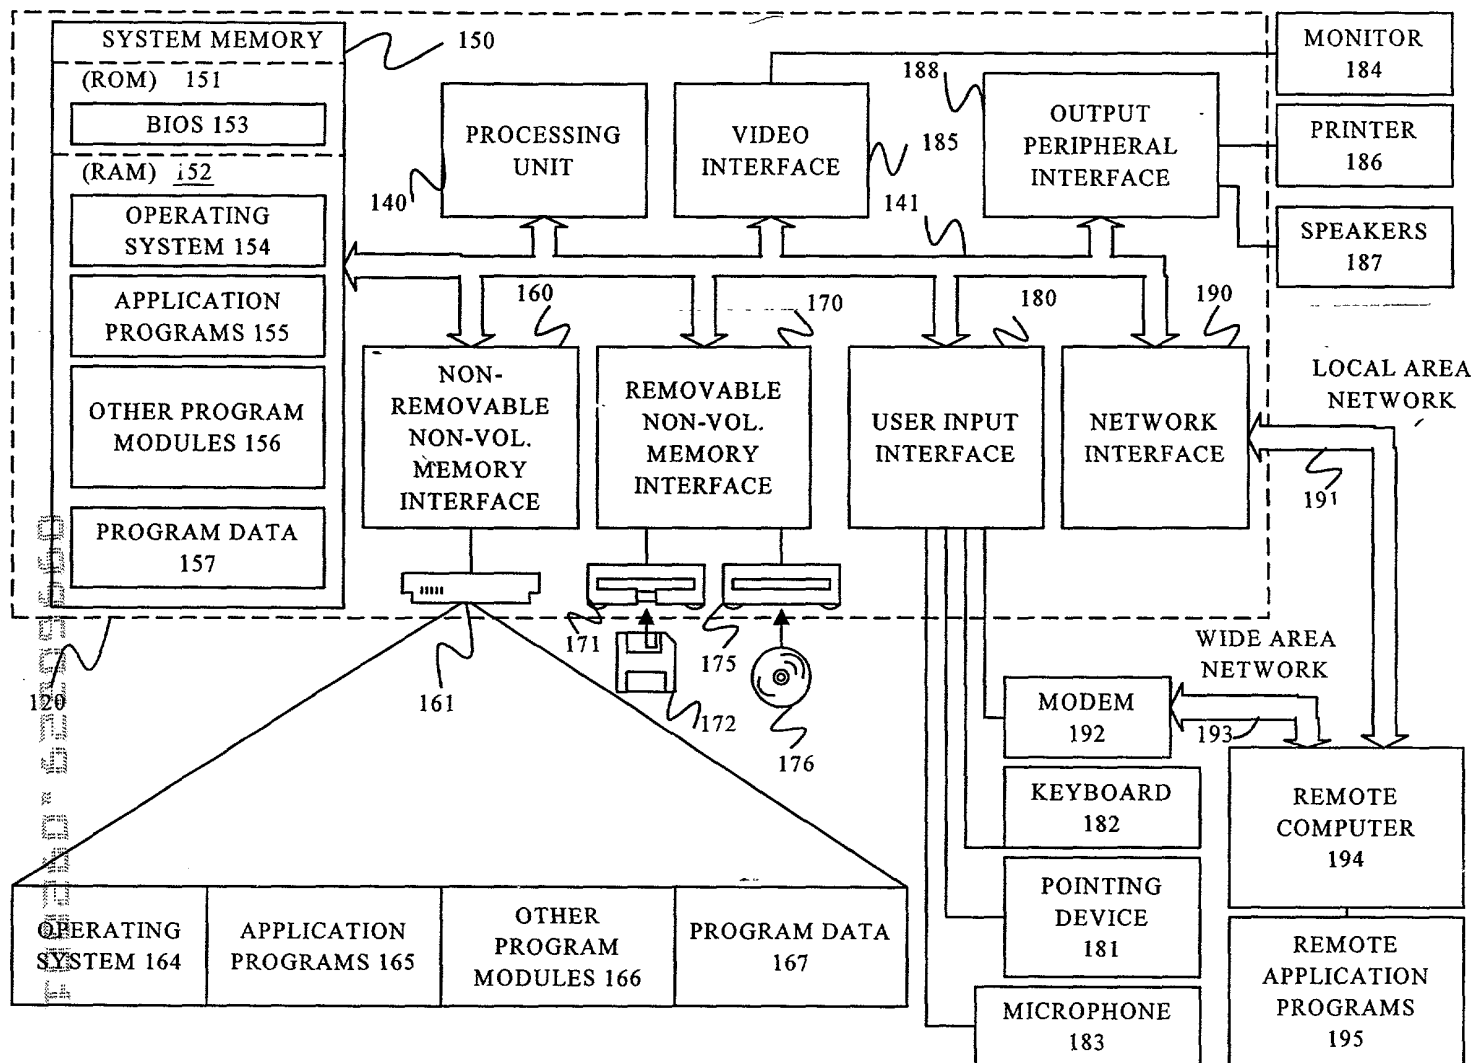 SYSTEM MEMORY
150
(ROM) 151
BIOS 153
(RAM) 152
OPERATING
SYSTEM 154
APPLICATION
PROGRAMS 155
OTHER PROGRAM
MODULES 156
PROGRAM DATA
157
120
PROCESSING
UNIT
140
VIDEO
INTERFACE
185
188
OUTPUT
PERIPHERAL
INTERFACE
141
MONITOR
184
PRINTER
186
SPEAKERS
187
160
NON-
REMOVABLE
NON-VOL.
MEMORY
INTERFACE
170
REMOVABLE
NON-VOL.
MEMORY
INTERFACE
180
USER INPUT
INTERFACE
190
NETWORK
INTERFACE
LOCAL AREA
NETWORK
191
161
171
172
175
176
WIDE AREA
NETWORK
193
MODEM
192
KEYBOARD
182
POINTING
DEVICE
181
MICROPHONE
183
REMOTE
COMPUTER
194
REMOTE
APPLICATION
PROGRAMS
195
OPERATING
SYSTEM 164
APPLICATION
PROGRAMS 165
OTHER
PROGRAM
MODULES 166
PROGRAM DATA
167